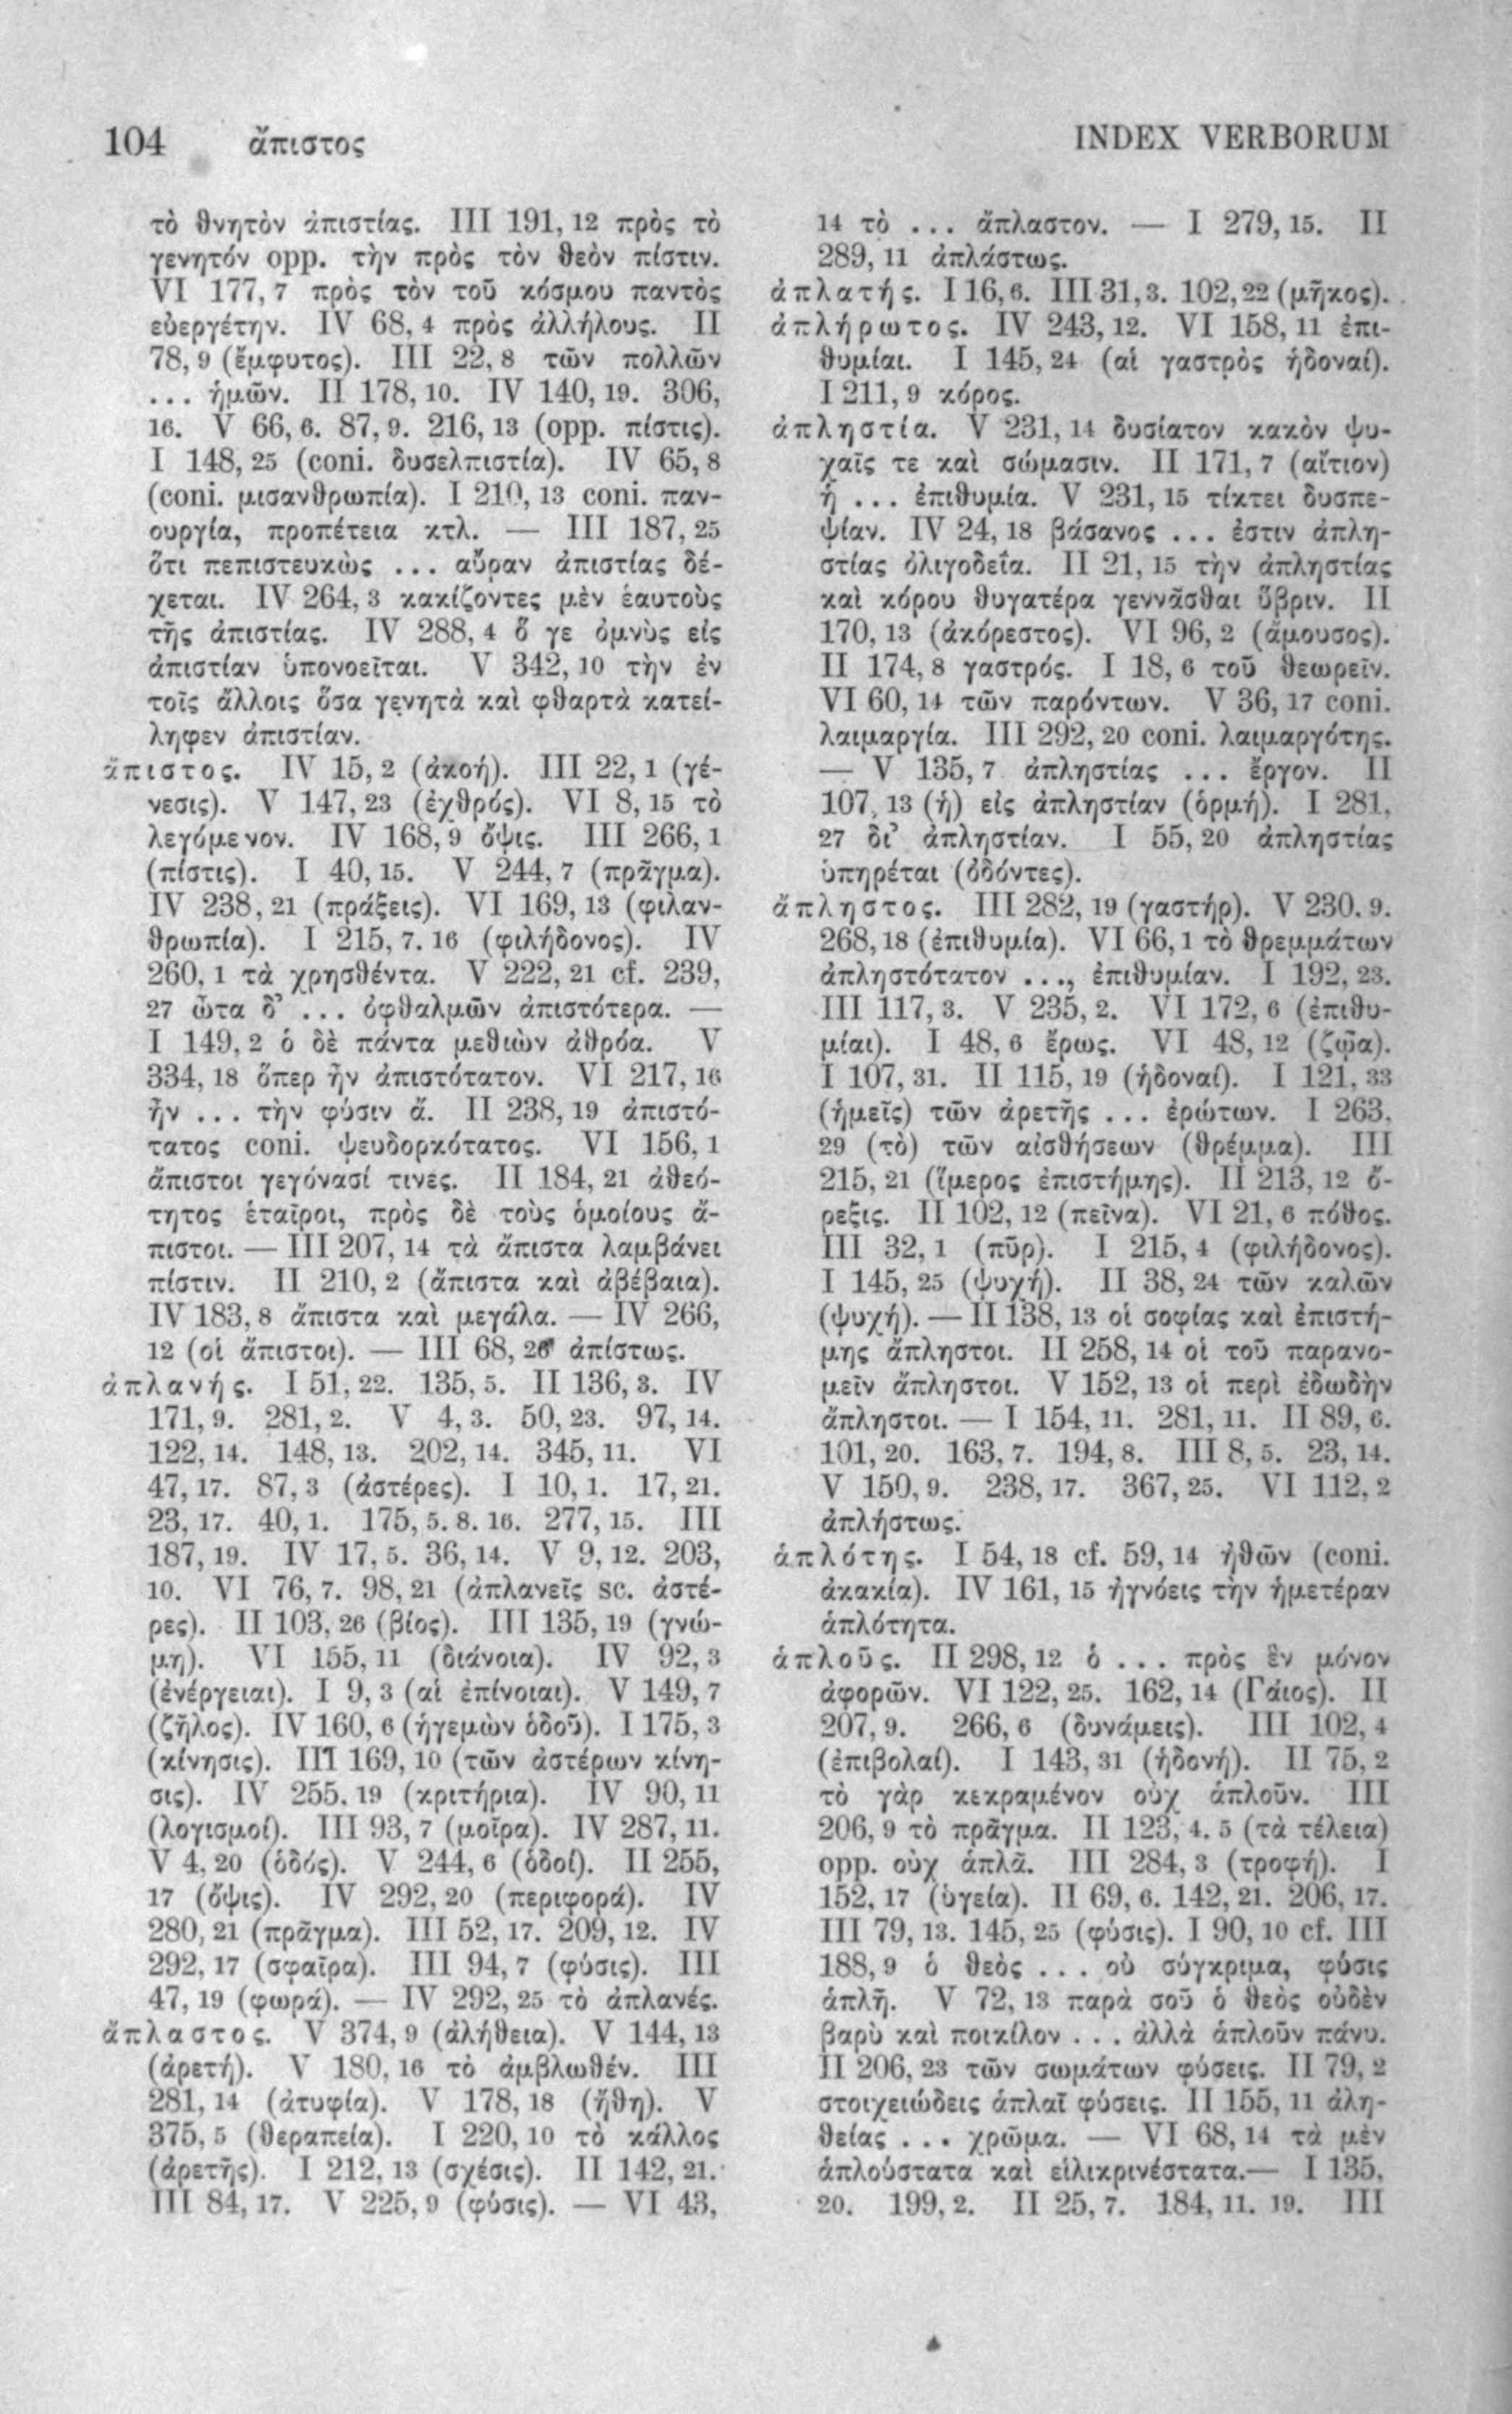 104 ἄπιστος
INDEX VERBORUM
τὸ θνητὸν ἀπιστίας. III 191, 12 πρὸς τὸ
γενητόν opp. τὴν πρὸς τὸν θεὸν πίστιν.
VI 177, 7 πρὸς τὸν τοῦ κόσμου παντὸς
εὐεργέτην. IV 68, 4 πρὸς ἀλλήλους. II
78, 9 (ἔμφυτος). III 22, 8 τῶν πολλῶν
... ἡμῶν. II 178, 10. IV 140, 19. 306,
16. V 66, 6. 87, 9. 216, 13 (opp. πίστις).
I 148, 25 (coni. δυσελπιστία). IV 65, 8
(coni. μισανθρωπία). I 210, 13 coni. παν-
ουργία, προπέτεια κτλ. — III 187, 25
ὅτι πεπιστευκὼς ... αὔραν ἀπιστίας δέ-
χεται. IV 264, 3 κακίζοντες μὲν ἑαυτοὺς
τῆς ἀπιστίας. IV 288, 4 ὅ γε ὀμνὺς εἰς
ἀπιστίαν ὑπονοεῖται. V 342, 10 τὴν ἐν
τοῖς ἄλλοις ὅσα γενητὰ καὶ φθαρτὰ κατεί-
ληφεν ἀπιστίαν.
ἄπιστος. IV 15, 2 (ἀκοή). III 22, 1 (γέ-
νεσις). V 147, 23 (ἐχθρός). VI 8, 15 τὸ
λεγόμενον. IV 168, 9 ὄψις. III 266, 1
(πίστις). I 40, 15. V 244, 7 (πρᾶγμα).
IV 238, 21 (πράξεις). VI 169, 13 (φιλαν-
θρωπία). I 215, 7. 16 (φιλήδονος). IV
260, 1 τὰ χρησθέντα. V 222, 21 cf. 239,
27 ὦτα δ’ ... ὀφθαλμῶν ἀπιστότερα. —
I 149, 2 ὁ δὲ πάντα μεθιὼν ἀθρόα. V
334, 18 ὅπερ ἦν ἀπιστότατον. VI 217, 16
ἦν ... τὴν φύσιν ἄ. II 238, 19 ἀπιστό-
τατος coni. ψευδορκότατος. VI 156, 1
ἄπιστοι γεγόνασί τινες. II 184, 21 ἀθεό-
τητος ἑταῖροι, πρὸς δὲ τοὺς ὁμοίους ἄ-
πιστοι. — III 207, 14 τὰ ἄπιστα λαμβάνει
πίστιν. II 210, 2 (ἄπιστα καὶ ἀβέβαια).
IV 183, 8 ἄπιστα καὶ μεγάλα. — IV 266,
12 (οἱ ἄπιστοι). — III 68, ἀπίστως.
ἀπλανής. I 51, 22. 135, 5. II 136, 3. IV
171, 9. 281, 2. V 4, 3. 50, 23. 97, 14.
122, 14. 148, 13. 202, 14. 345, 11. VI
47, 17. 87, 3 (ἀστέρες). I 10, 1. 17, 21.
23, 17. 40, 1. 175, 5. 8. 16. 277, 15. III
187, 19. IV 17, 5. 36, 14. V 9, 12. 203,
10. VI 76, 7. 98, 21 (ἀπλανεῖς sc. ἀστέ-
ρες). II 103, 26 (βίος). III 135, 19 (γνώ-
μη). VI 155, 11 (διάνοια). IV 92, 3
(ἐνέργειαι). I 9, 3 (αἱ ἐπίνοιαι). V 149, 7
(ζῆλος). IV 160, 6 (ἡγεμὼν ὁδοῦ). I 175, 3
(κίνησις). III 169, 10 (τῶν ἀστέρων κίνη-
σις). IV 255, 19 (κριτήρια). IV 90, 11
(λογισμοί). III 93, 7 (μοῖρα). IV 287, 11.
V 4, 20 (ὁδός). V 244, 6 (ὁδοί). II 255,
17 (ὄψις). IV 292, 20 (περιφορά). IV
280, 21 (πρᾶγμα). III 52, 17. 209, 12. IV
292, 17 (σφαῖρα). III 94, 7 (φύσις). III
47, 19 (φωρά). — IV 292, 25 τὸ ἀπλανές.
ἄπλαστος. V 374, 9 (ἀλήθεια). V 144, 13
(ἀρετή). V 180, 16 τὸ ἀμβλωθέν. III
281, 14 (ἀτυφία). V 178, 18 (ἤθη). V
375, 5 (θεραπεία). I 220, 10 τὸ κάλλος
(ἀρετῆς). I 212, 13 (σχέσις). II 142, 21.
III 84, 17. V 225, 9 (φύσις). — VI 43,
14 τὸ ... ἄπλαστον. — I 279, 15. II
289, 11 ἀπλάστως.
ἀπλατής. I 16, 6. III 31, 3. 102, 22 (μῆκος).
ἀπλήρωτος. IV 243, 12. VI 158, 11 ἐπι-
θυμίαι. I 145, 24 (αἱ γαστρὸς ἡδοναί).
I 211, 9 κόρος.
ἀπληστία. V 231, 14 δυσίατον κακὸν ψυ-
χαῖς τε καὶ σώμασιν. II 171, 7 (αἴτιον)
ἡ ... ἐπιθυμία. V 231, 15 τίκτει δυσπε-
ψίαν. IV 24, 18 βάσανος ... ἐστιν ἀπλη-
στίας ὀλιγοδεΐα. II 21, 15 τὴν ἀπληστίας
καὶ κόρου θυγατέρα γεννᾶσθαι ὕβριν. II
170, 13 (ἀκόρεστος). VI 96, 2 (ἄμουσος).
II 174, 8 γαστρός. I 18, 6 τοῦ θεωρεῖν.
VI 60, 14 τῶν παρόντων. V 36, 17 coni.
λαιμαργία. III 292, 20 coni. λαιμαργότης.
— V 135, 7 ἀπληστίας ... ἔργον. II
107, 13 (ἡ) εἰς ἀπληστίαν (ὁρμή). I 281,
27 δι’ ἀπληστίαν. I 55, 20 ἀπληστίας
ὑπηρέται (ὀδόντες).
ἄπληστος. III 282, 19 (γαστήρ). V 230, 9.
268, 18 (ἐπιθυμία). VI 66, 1 τὸ θρεμμάτων
ἀπληστότατον ..., ἐπιθυμίαν. I 192, 23.
III 117, 3. V 235, 2. VI 172, 6 (ἐπιθυ-
μίαι). I 48, 6 ἔρως. VI 48, 12 (ζῷα).
I 107, 31. II 115, 19 (ἡδοναί). I 121, 33
(ἡμεῖς) τῶν ἀρετῆς ... ἐρώτων. I 263,
29 (τὸ) τῶν αἰσθήσεων (θρέμμα). III
215, 21 (ἵμερος ἐπιστήμης). II 213, 12 ὄ-
ρεξις. II 102, 12 (πεῖνα). VI 21, 6 πόθος.
III 32, 1 (πῦρ). I 215, 4 (φιλήδονος).
I 145, 25 (ψυχή). II 38, 24 τῶν καλῶν
(ψυχή). — II 138, 13 οἱ σοφίας καὶ ἐπιστή-
μης ἄπληστοι. II 258, 14 οἱ τοῦ παρανο-
μεῖν ἄπληστοι. V 152, 13 οἱ περὶ ἐδωδὴν
ἄπληστοι. — I 154, 11. 281, 11. II 89, 6.
101, 20. 163, 7. 194, 8. III 8, 5. 23, 14.
V 150, 9. 238, 17. 367, 25. VI 112, 2
ἀπλήστως.
ἁπλότης. I 54, 18 cf. 59, 14 ἠθῶν (coni.
ἀκακία). IV 161, 15 ἠγνόεις τὴν ἡμετέραν
ἁπλότητα.
ἁπλοῦς. II 298, 12 ὁ ... πρὸς ἓν μόνον
ἀφορῶν. VI 122, 25. 162, 14 (Γάιος). II
207, 9. 266, 6 (δυνάμεις). III 102, 4
(ἐπιβολαί). I 143, 31 (ἡδονή). II 75, 2
τὸ γὰρ κεκραμένον οὐχ ἁπλοῦν. III
206, 9 τὸ πρᾶγμα. II 123, 4. 5 (τὰ τέλεια)
opp. οὐχ ἁπλᾶ. III 284, 3 (τροφή). I
152, 17 (ὑγεία). II 69, 6. 142, 21. 206, 17.
III 79, 13. 145, 25 (φύσις). I 90, 10 cf. III
188, 9 ὁ θεὸς ... οὐ σύγκριμα, φύσις
ἁπλῆ. V 72, 13 παρὰ σοῦ ὁ θεὸς οὐδὲν
βαρὺ καὶ ποικίλον ... ἀλλὰ ἁπλοῦν πάνυ.
II 206, 23 τῶν σωμάτων φύσεις. II 79, 2
στοιχειώδεις ἁπλαῖ φύσεις. II 155, 11 ἀλη-
θείας ... χρῶμα. — VI 68, 14 τὰ μὲν
ἁπλούστατα καὶ εἱλικρινέστατα.— I 135,
20. 199, 2. II 25, 7. 184, 11. 19. III